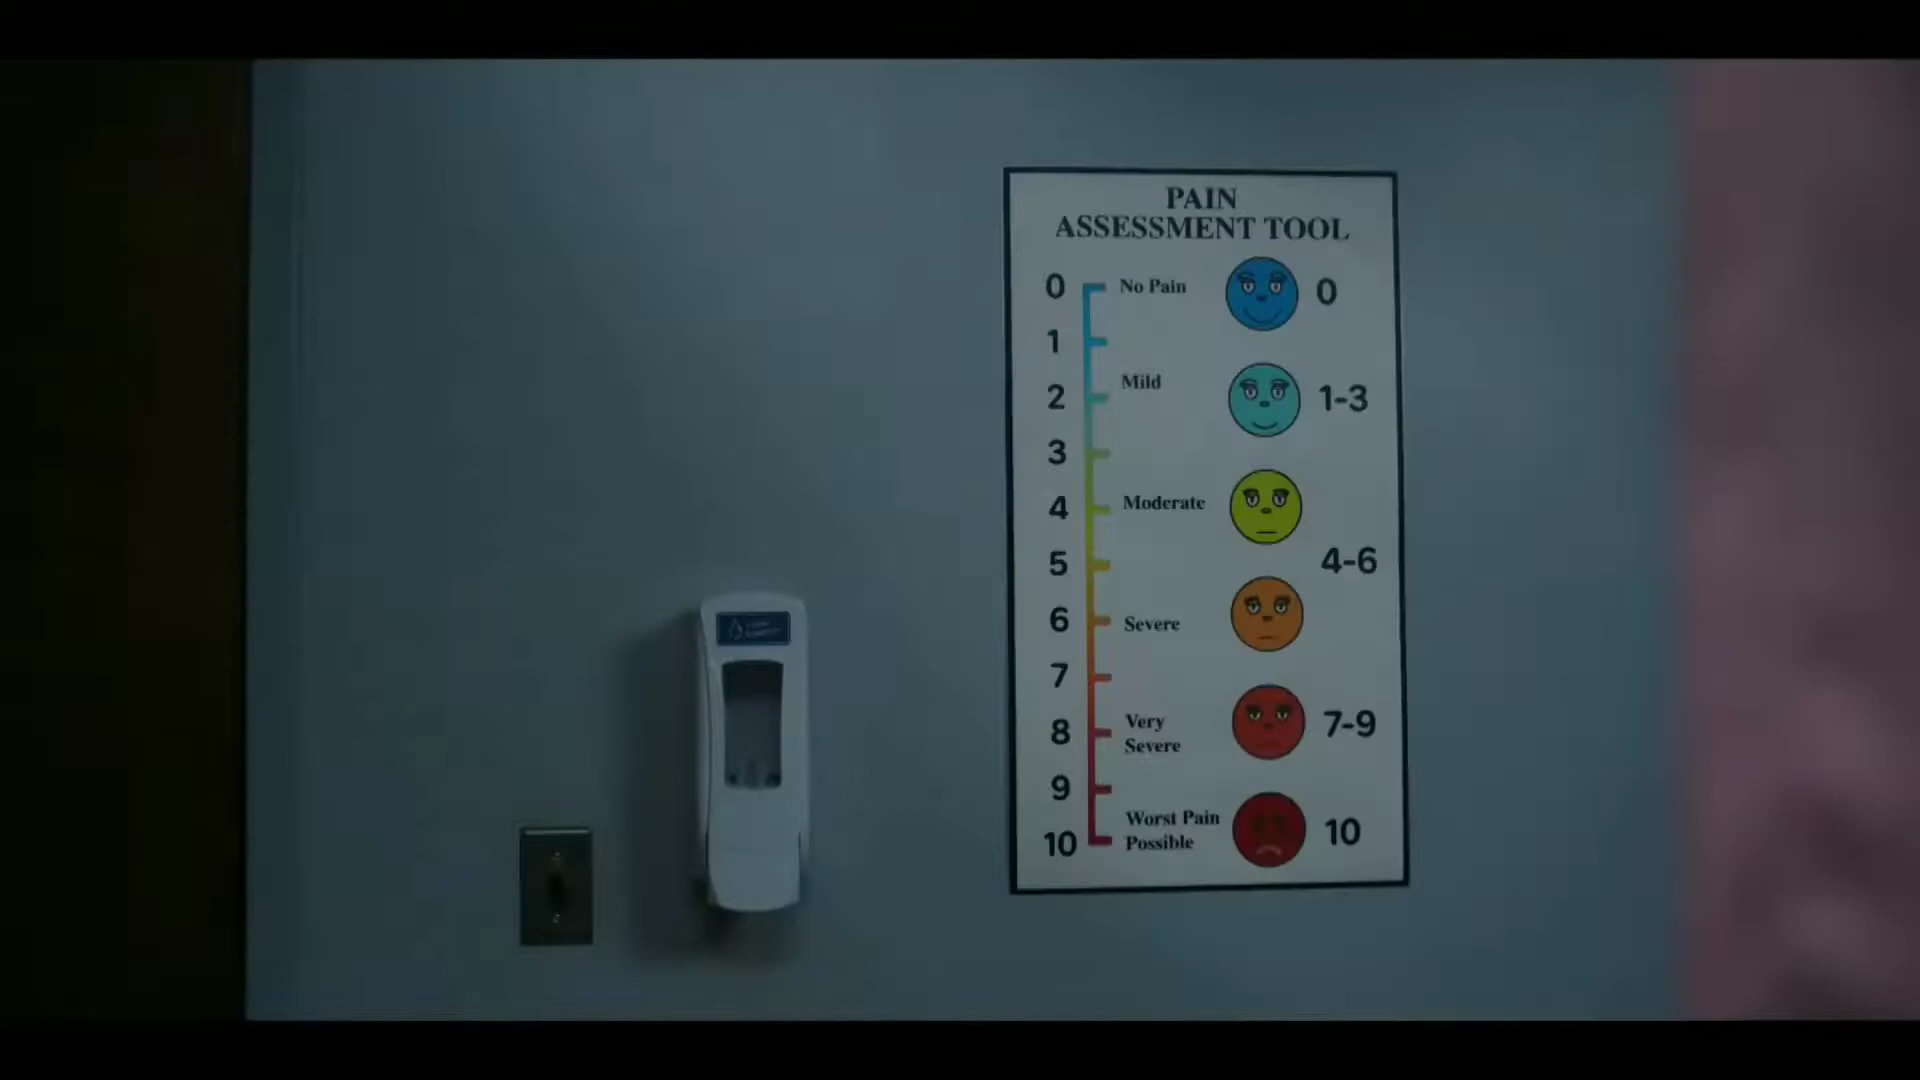 PAIN
ASSESSMENT TOOL
0 No Pain 0
1
2 Mild 1-3
3
4 Moderate
5 4-6
6 Severe
7
8 Very Severe 7-9
9
10 Worst Pain Possible 10